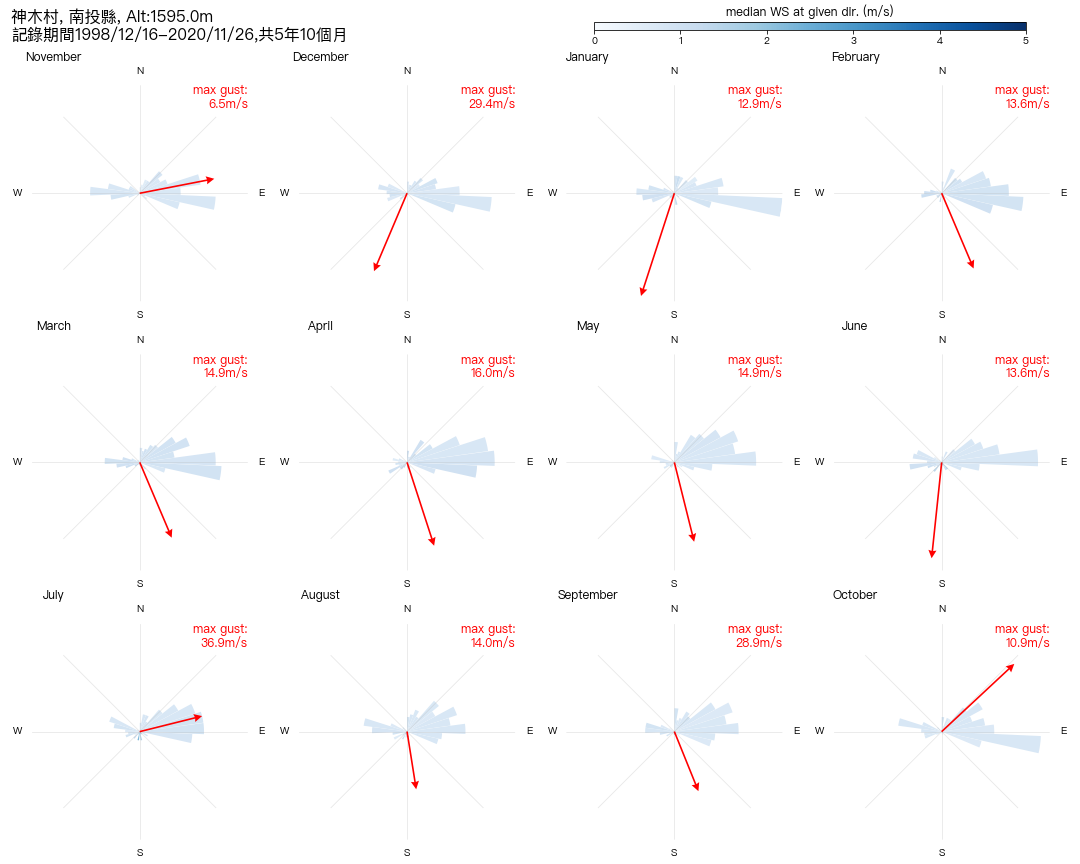 神木村, 南投縣, Alt:1595.0m
記錄期間1998/12/16−2020/11/26,共5年10個月
median WS at given dir. (m/s)
0 1 2 3 4 5
November December January February
N N N N
max gust: max gust: max gust: max gust:
6.5m/s 29.4m/s 12.9m/s 13.6m/s
W E W E W E W E
S S S S
March April May June
N N N N
max gust: max gust: max gust: max gust:
14.9m/s 16.0m/s 14.9m/s 13.6m/s
W E W E W E W E
S S S S
July August September October
N N N N
max gust: max gust: max gust: max gust:
36.9m/s 14.0m/s 28.9m/s 10.9m/s
W E W E W E W E
S S S S